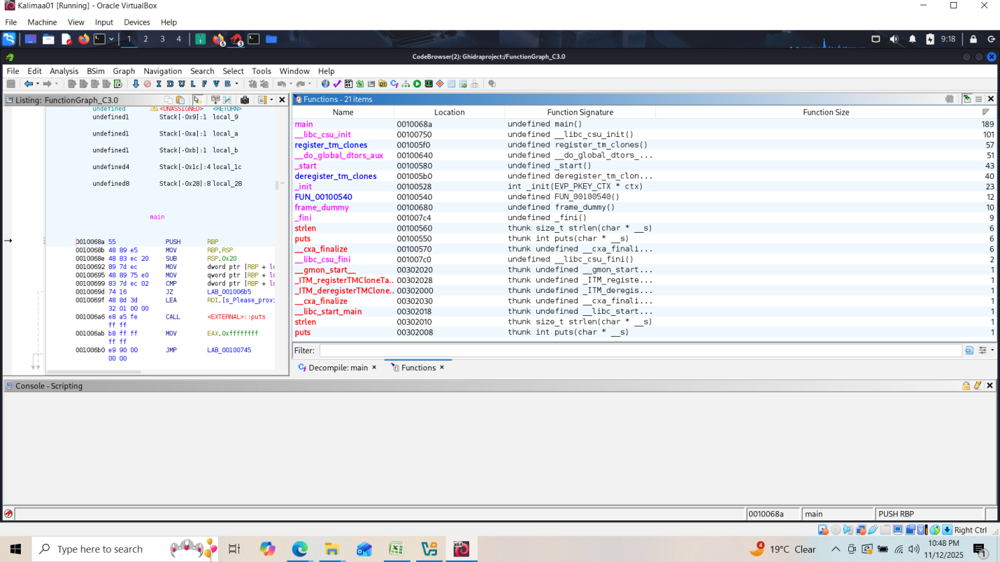 Kalimaa01 [Running] - Oracle VirtualBox
File Machine View Input Devices Help
1 2 3 4 5 3 9:18
CodeBrowser(2): Ghidraproject:/FunctionGraph_C3.0
File Edit Analysis BSim Graph Navigation Search Select Tools Window Help
I D U L F V B
Listing: FunctionGraph_C3.0
undefined <UNASSIGNED> <RETURN>
undefined1 Stack[-0x9]:1 local_9
undefined1 Stack[-0xa]:1 local_a
undefined1 Stack[-0xb]:1 local_b
undefined4 Stack[-0x1c]:4 local_1c
undefined8 Stack[-0x28]:8 local_28
main
0010068a 55 PUSH RBP
0010068b 48 89 e5 MOV RBP,RSP
0010068e 48 83 ec 20 SUB RSP,0x20
00100692 89 7d ec MOV dword ptr [RBP + lo
00100695 48 89 75 e0 MOV qword ptr [RBP + lo
00100699 83 7d ec 02 CMP dword ptr [RBP + lo
0010069d 74 16 JZ LAB_001006b5
0010069f 48 8d 3d LEA RDI,[s_Please_prov
32 01 00 00
001006a6 e8 a5 fe CALL <EXTERNAL>::puts
ff ff
001006ab b8 ff ff MOV EAX,0xffffffff
ff ff
001006b0 e9 90 00 JMP LAB_00100745
00 00
Functions - 21 items
Name Location Function Signature Function Size
main 0010068a undefined main() 189
__libc_csu_init 00100750 undefined __libc_csu_init() 101
register_tm_clones 001005f0 undefined register_tm_clones() 57
__do_global_dtors_aux 00100640 undefined __do_global_dtors_... 51
_start 00100580 undefined _start() 43
deregister_tm_clones 001005b0 undefined deregister_tm_clon... 40
_init 00100528 int _init(EVP_PKEY_CTX * ctx) 23
FUN_00100540 00100540 undefined FUN_00100540() 12
frame_dummy 00100680 undefined frame_dummy() 10
_fini 001007c4 undefined _fini() 9
strlen 00100560 thunk size_t strlen(char * __s) 6
puts 00100550 thunk int puts(char * __s) 6
__cxa_finalize 00100570 thunk undefined __cxa_finali... 6
__libc_csu_fini 001007c0 undefined __libc_csu_fini() 2
__gmon_start__ 00302020 thunk undefined __gmon_start... 1
_ITM_registerTMCloneTa.. 00302028 thunk undefined _ITM_registe... 1
_ITM_deregisterTMClone.. 00302000 thunk undefined _ITM_deregis... 1
__cxa_finalize 00302030 thunk undefined __cxa_finali... 1
__libc_start_main 00302018 thunk undefined __libc_start... 1
strlen 00302010 thunk size_t strlen(char * __s) 1
puts 00302008 thunk int puts(char * __s) 1
Filter:
Decompile: main × Functions ×
Console - Scripting
0010068a main PUSH RBP
Right Ctrl
Type here to search
19°C Clear
10:48 PM
11/12/2025
1